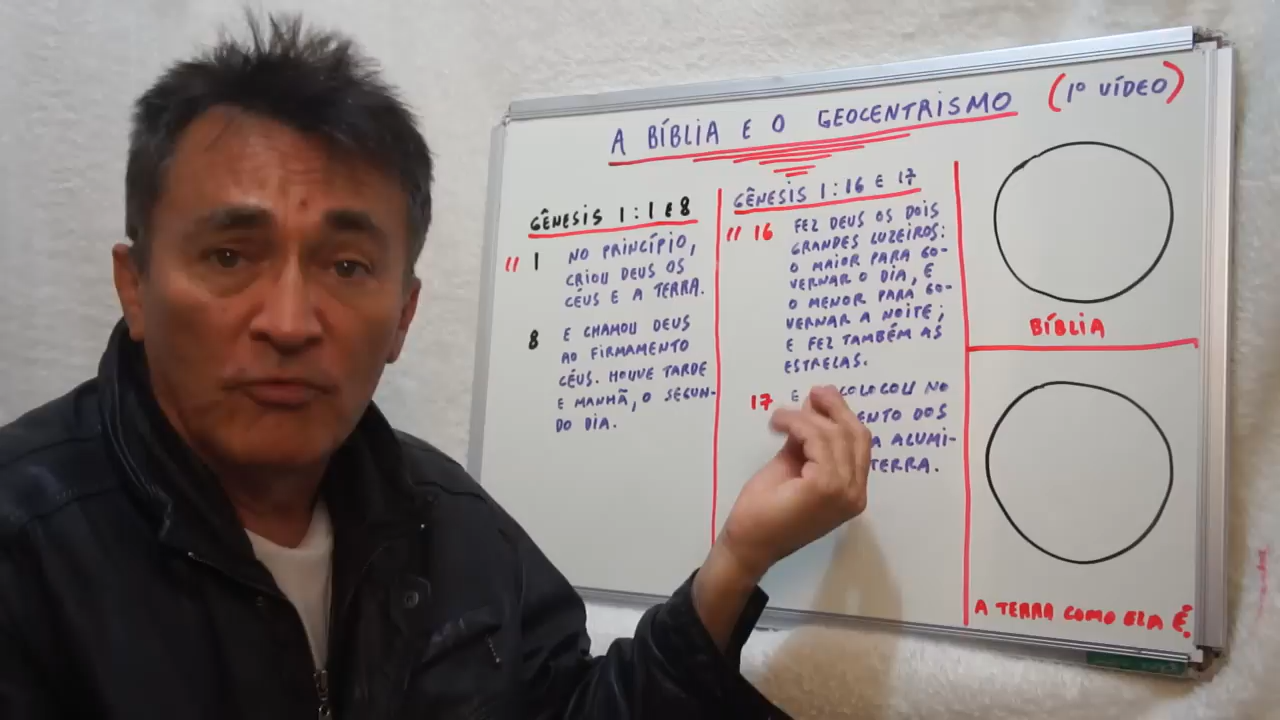 A BÍBLIA E O GEOCENTRISMO
(1º VÍDEO)
GÊNESIS 1:1 E 8
" 1 NO PRINCÍPIO,
CRIOU DEUS OS
CÉUS E A TERRA.
8 E CHAMOU DEUS
AO FIRMAMENTO
CÉUS. HOUVE TARDE
E MANHÃ, O SEGUN-
DO DIA.
GÊNESIS 1:16 E 17
" 16 FEZ DEUS OS DOIS
GRANDES LUZEIROS:
O MAIOR PARA GO-
VERNAR O DIA, E
O MENOR PARA GO-
VERNAR A NOITE;
E FEZ TAMBÉM AS
ESTRELAS.
17 E COLOCOU NO
ENTO DOS
A ALUMI-
TERRA.
BÍBLIA
A TERRA COMO ELA É.